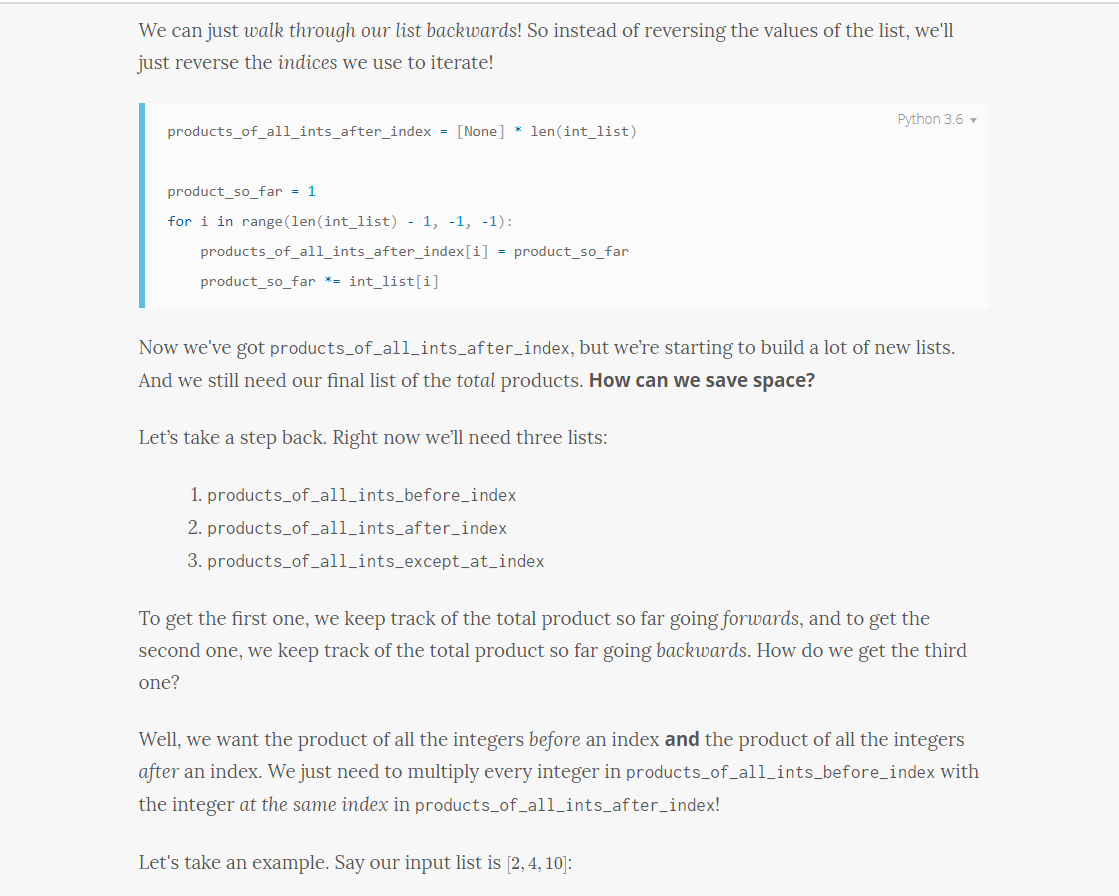 We can just walk through our list backwards! So instead of reversing the values of the list, we'll
just reverse the indices we use to iterate!
Python 3.6 ▾
products_of_all_ints_after_index = [None] * len(int_list)
product_so_far = 1
for i in range(len(int_list) - 1, -1, -1):
    products_of_all_ints_after_index[i] = product_so_far
    product_so_far *= int_list[i]
Now we've got products_of_all_ints_after_index, but we’re starting to build a lot of new lists.
And we still need our final list of the total products. How can we save space?
Let’s take a step back. Right now we’ll need three lists:
1. products_of_all_ints_before_index
2. products_of_all_ints_after_index
3. products_of_all_ints_except_at_index
To get the first one, we keep track of the total product so far going forwards, and to get the
second one, we keep track of the total product so far going backwards. How do we get the third
one?
Well, we want the product of all the integers before an index and the product of all the integers
after an index. We just need to multiply every integer in products_of_all_ints_before_index with
the integer at the same index in products_of_all_ints_after_index!
Let's take an example. Say our input list is [2, 4, 10]: